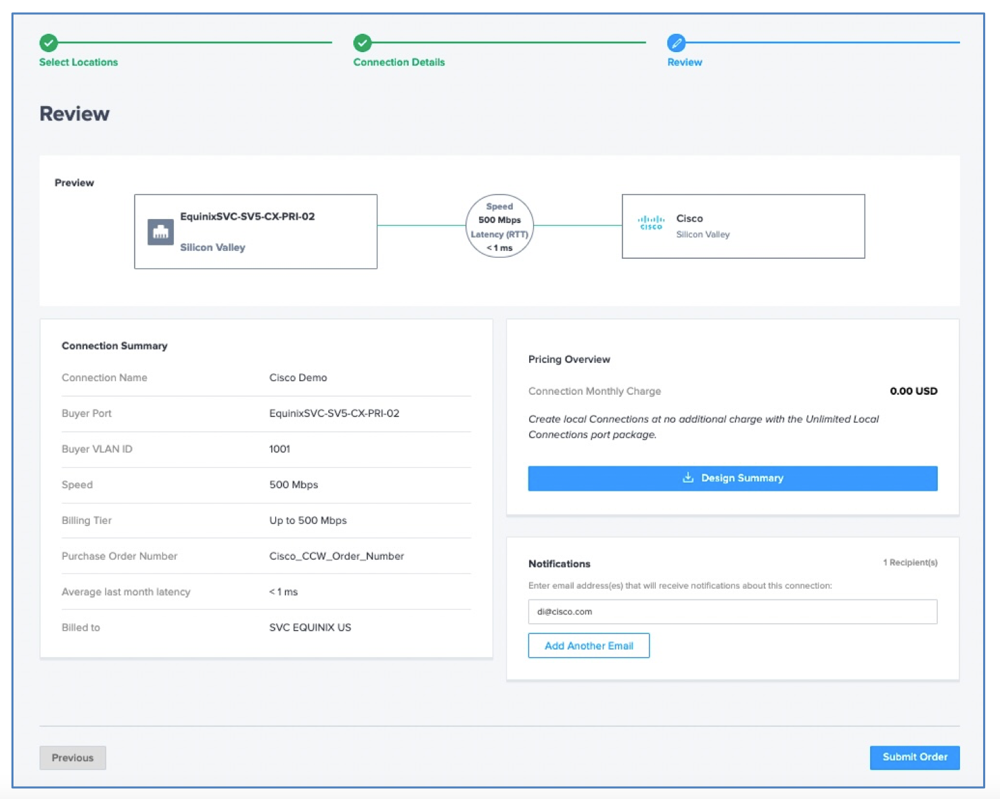 Select Locations
Connection Details
Review
Review
Preview
EquinixSVC-SV5-CX-PRI-02
Silicon Valley
Speed
500 Mbps
Latency (RTT)
< 1 ms
CISCO
Cisco
Silicon Valley
Connection Summary
Connection Name Cisco Demo
Buyer Port EquinixSVC-SV5-CX-PRI-02
Buyer VLAN ID 1001
Speed 500 Mbps
Billing Tier Up to 500 Mbps
Purchase Order Number Cisco_CCW_Order_Number
Average last month latency < 1 ms
Billed to SVC EQUINIX US
Pricing Overview
Connection Monthly Charge 0.00 USD
Create local Connections at no additional charge with the Unlimited Local
Connections port package.
Design Summary
Notifications 1 Recipient(s)
Enter email address(es) that will receive notifications about this connection:
di@cisco.com
Add Another Email
Previous
Submit Order